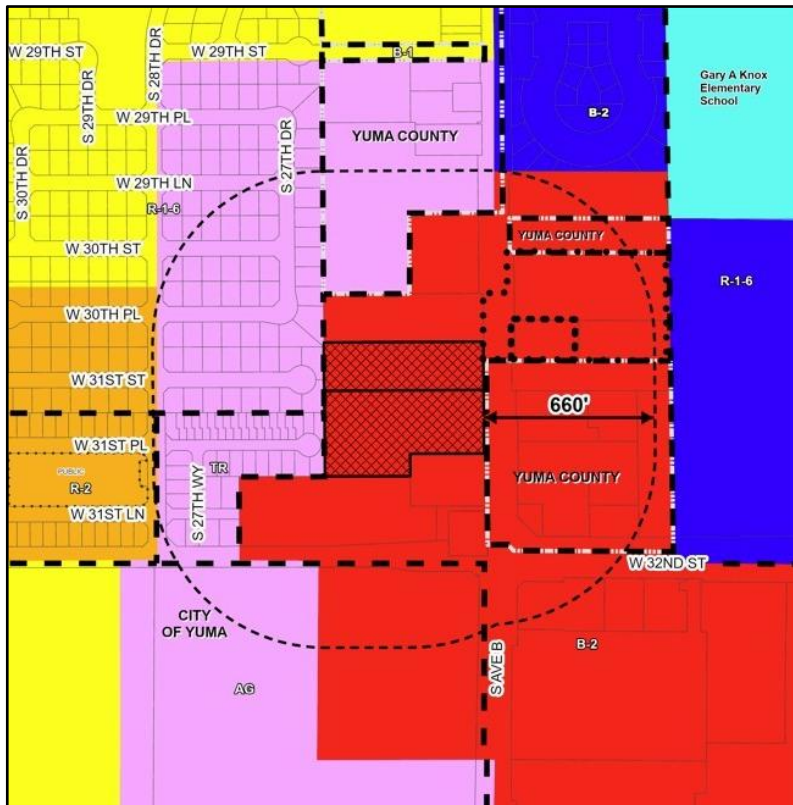 W 29TH ST
S 29TH DR
S 28TH DR
W 29TH ST
B-1
B-2
Gary A Knox
Elementary
School
W 29TH PL
S 27TH DR
YUMA COUNTY
S 30TH DR
W 29TH LN
R-1-6
W 30TH ST
YUMA COUNTY
R-1-6
W 30TH PL
W 31ST ST
660'
W 31ST PL
PUBLIC
R-2
TR
S 27TH WY
YUMA COUNTY
W 31ST LN
W 32ND ST
CITY
OF YUMA
S AVE B
B-2
AG